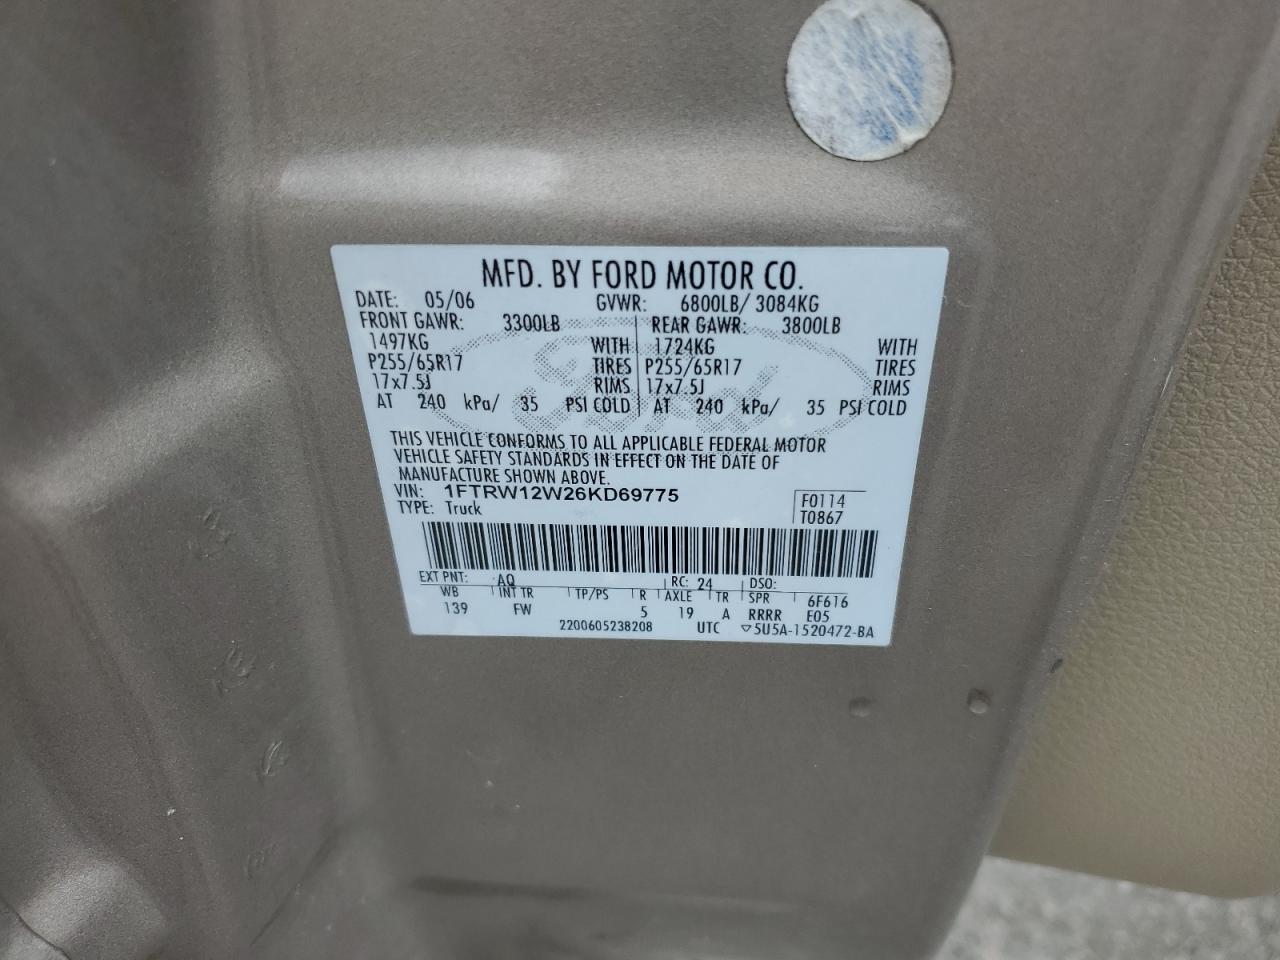 MFD. BY FORD MOTOR CO.
DATE: 05/06 GVWR: 6800LB/ 3084KG
FRONT GAWR: 3300LB REAR GAWR: 3800LB
1497KG WITH 1724KG WITH
P255/65R17 TIRES P255/65R17 TIRES
17x7.5J RIMS 17x7.5J RIMS
AT 240 kPa/ 35 PSI COLD AT 240 kPa/ 35 PSI COLD
Ford
THIS VEHICLE CONFORMS TO ALL APPLICABLE FEDERAL MOTOR
VEHICLE SAFETY STANDARDS IN EFFECT ON THE DATE OF
MANUFACTURE SHOWN ABOVE.
VIN: 1FTRW12W26KD69775 F0114
TYPE: Truck T0867
EXT PNT: AQ RC: 24 DSO:
WB INT TR TP/PS R AXLE TR SPR 6F616
139 FW 5 19 A RRRR E05
2200605238208 UTC ▽5U5A-1520472-BA